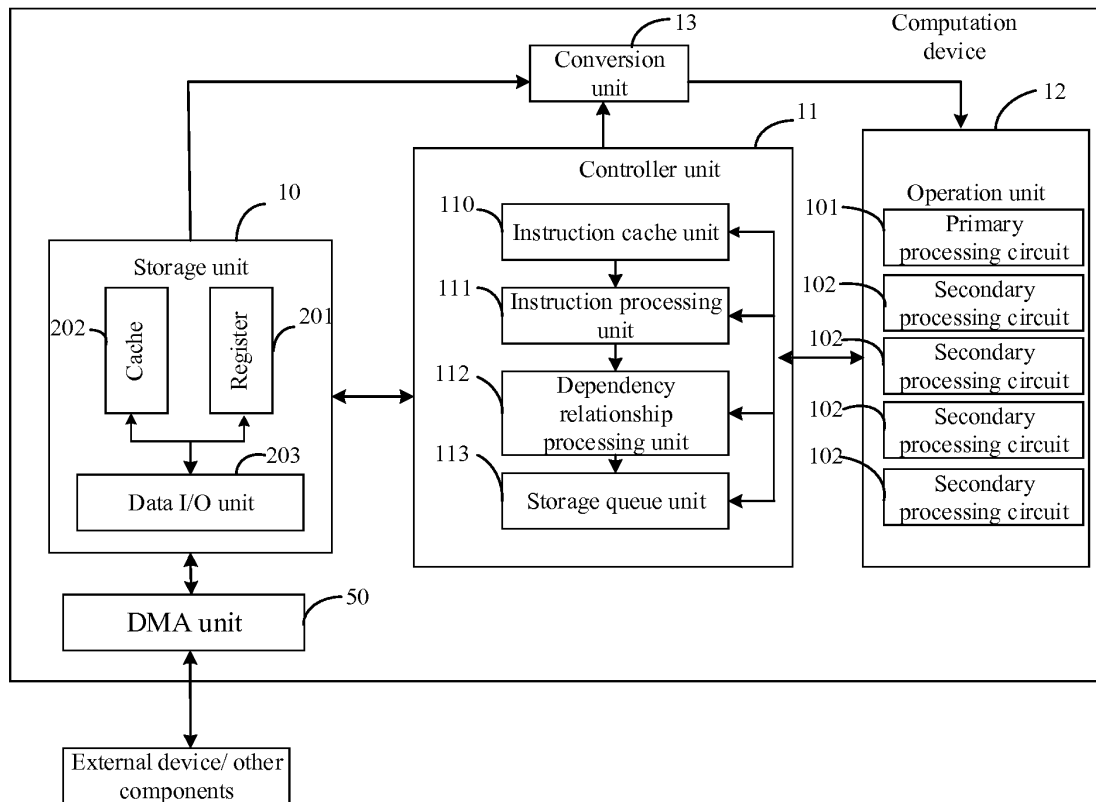 Computation
device
13
Conversion
unit
12
11
Controller unit
Operation unit
10
Storage unit
202
Cache
201
Register
203
Data I/O unit
110
Instruction cache unit
111
Instruction processing
unit
112
Dependency
relationship
processing unit
113
Storage queue unit
101
Primary
processing circuit
102
Secondary
processing circuit
102
Secondary
processing circuit
102
Secondary
processing circuit
102
Secondary
processing circuit
50
DMA unit
External device/ other
components